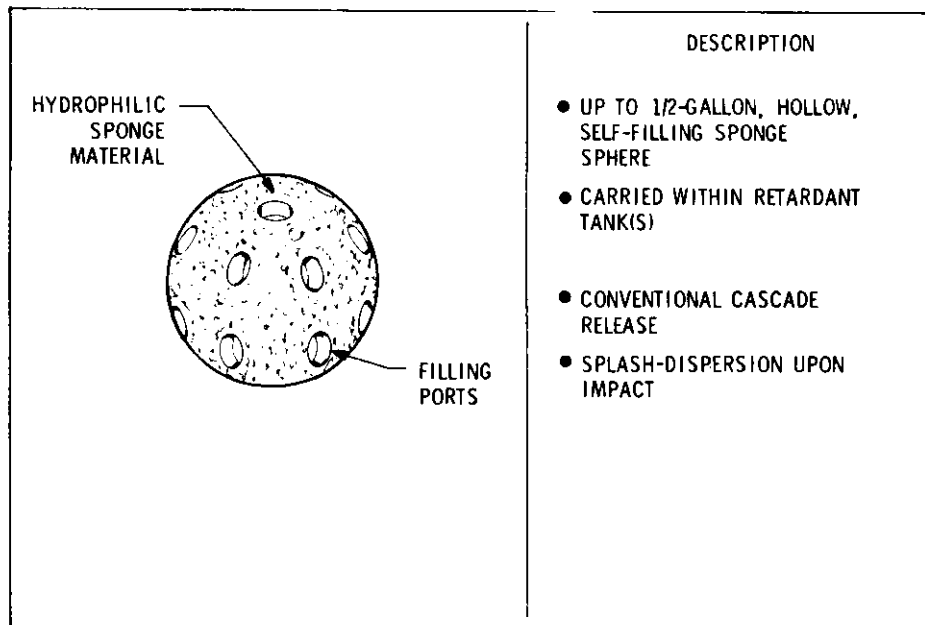 HYDROPHILIC
SPONGE
MATERIAL
FILLING
PORTS
DESCRIPTION
● UP TO 1/2-GALLON, HOLLOW,
SELF-FILLING SPONGE
SPHERE
● CARRIED WITHIN RETARDANT
TANK(S)
● CONVENTIONAL CASCADE
RELEASE
● SPLASH-DISPERSION UPON
IMPACT